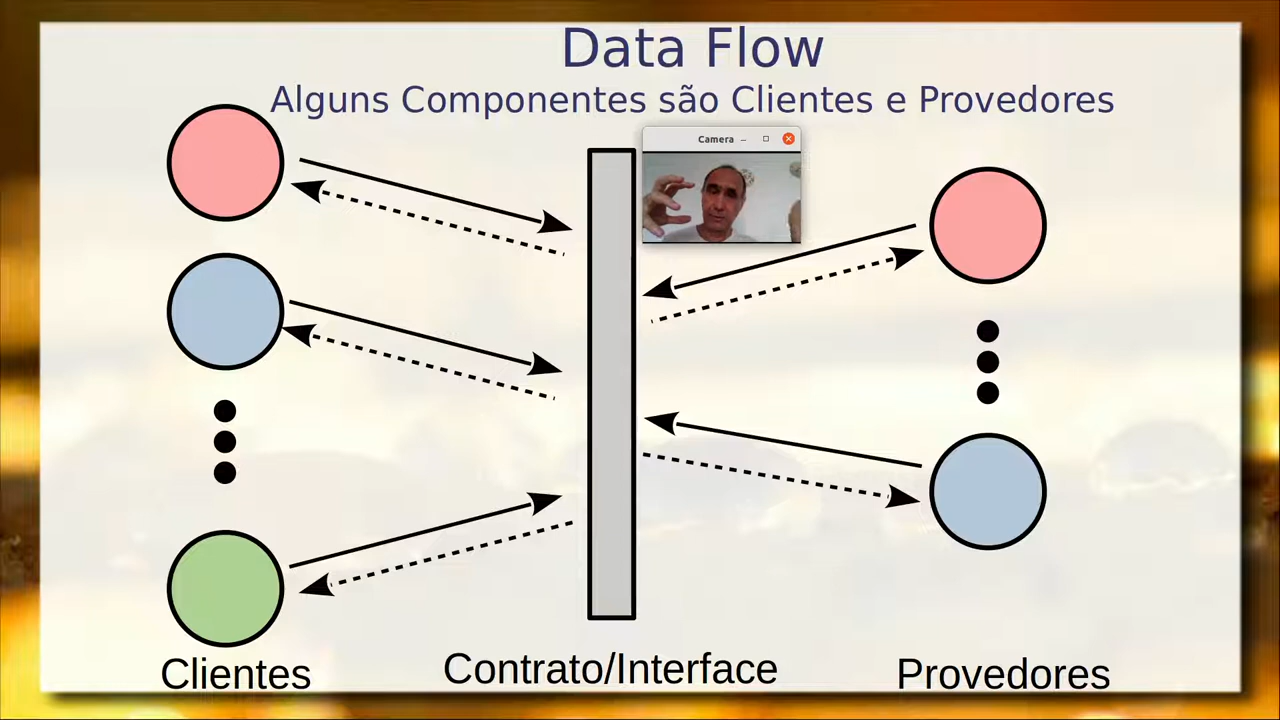 Data Flow
Alguns Componentes são Clientes e Provedores
Camera
Clientes
Contrato/Interface
Provedores